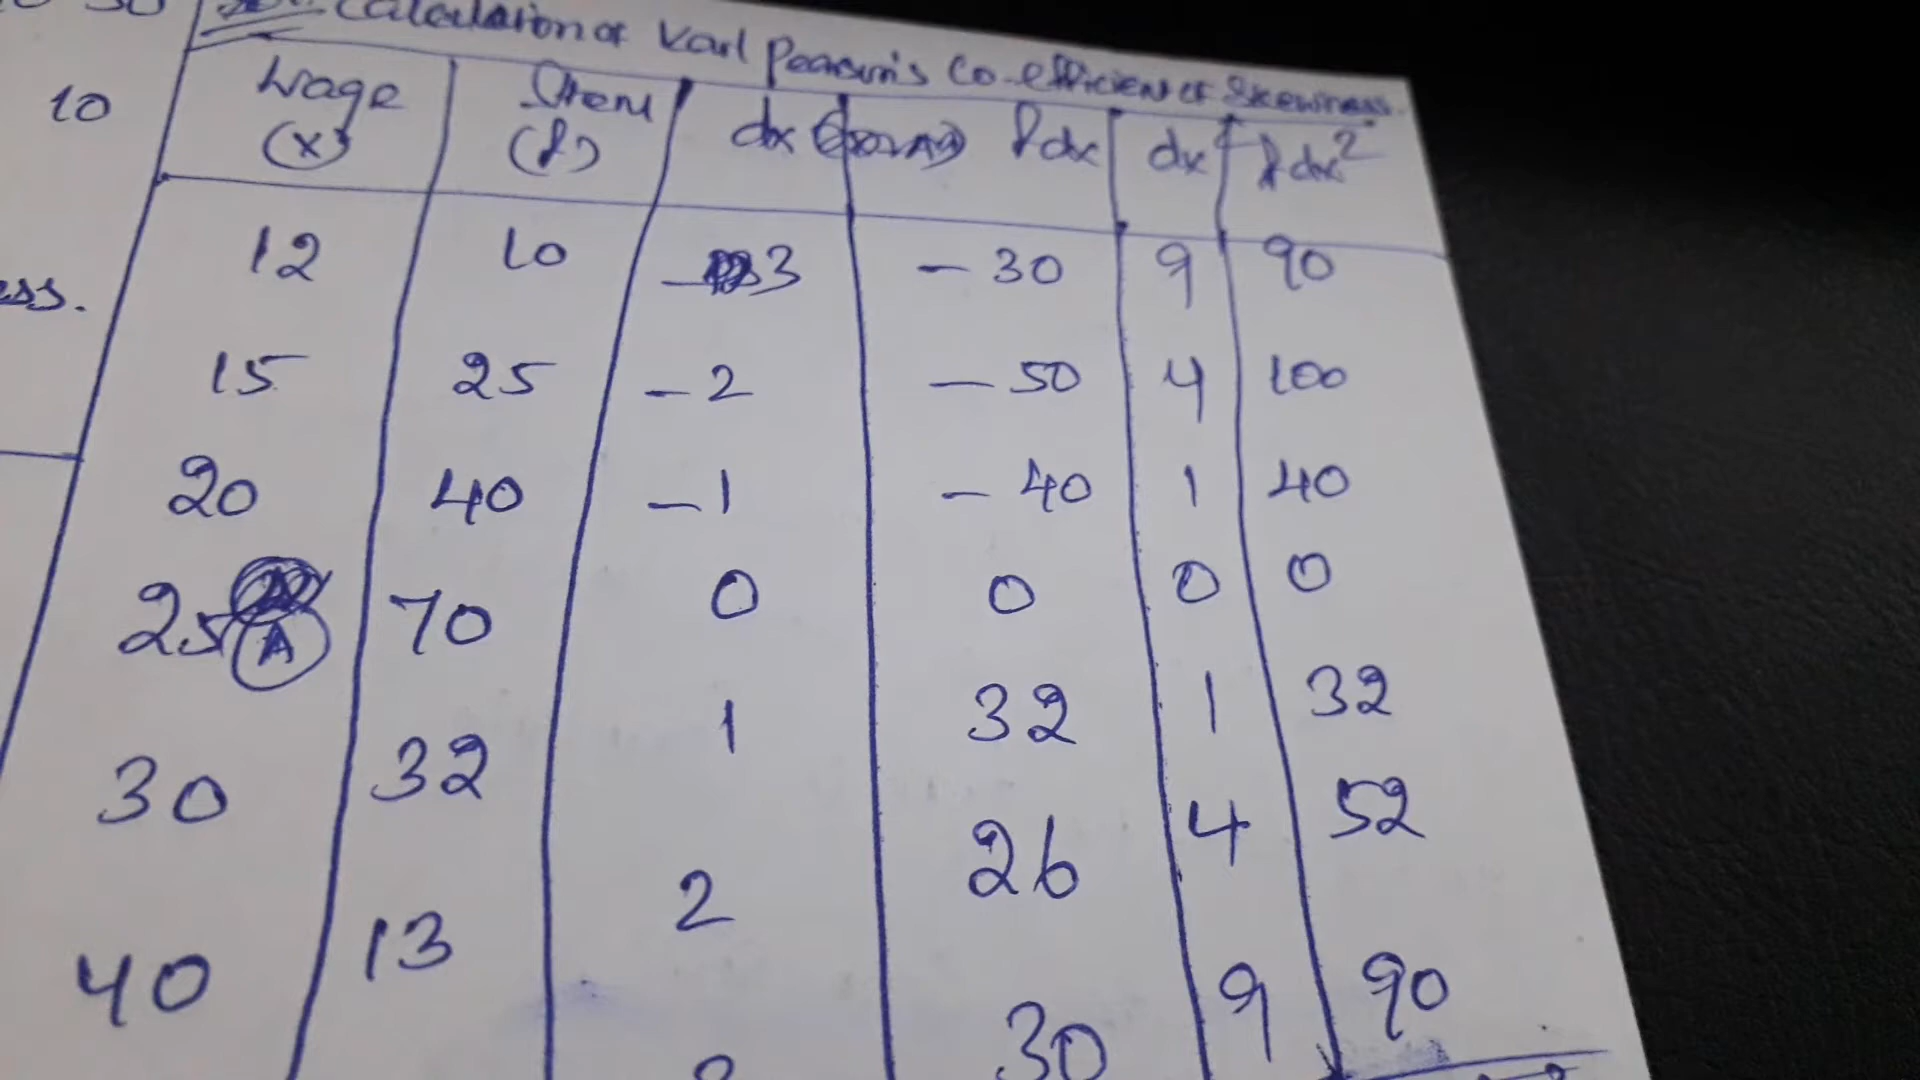 Calculation of Karl Pearson's Co-efficient of Skewness.
10
Wage (x) Item (f) dx fdx dx² fdx²
12 10 -3 -30 9 90
ess.
15 25 -2 -50 4 100
20 40 -1 -40 1 40
25 A 70 0 0 0 0
30 32 1 32 1 32
40 13 2 26 4 52
30 9 90